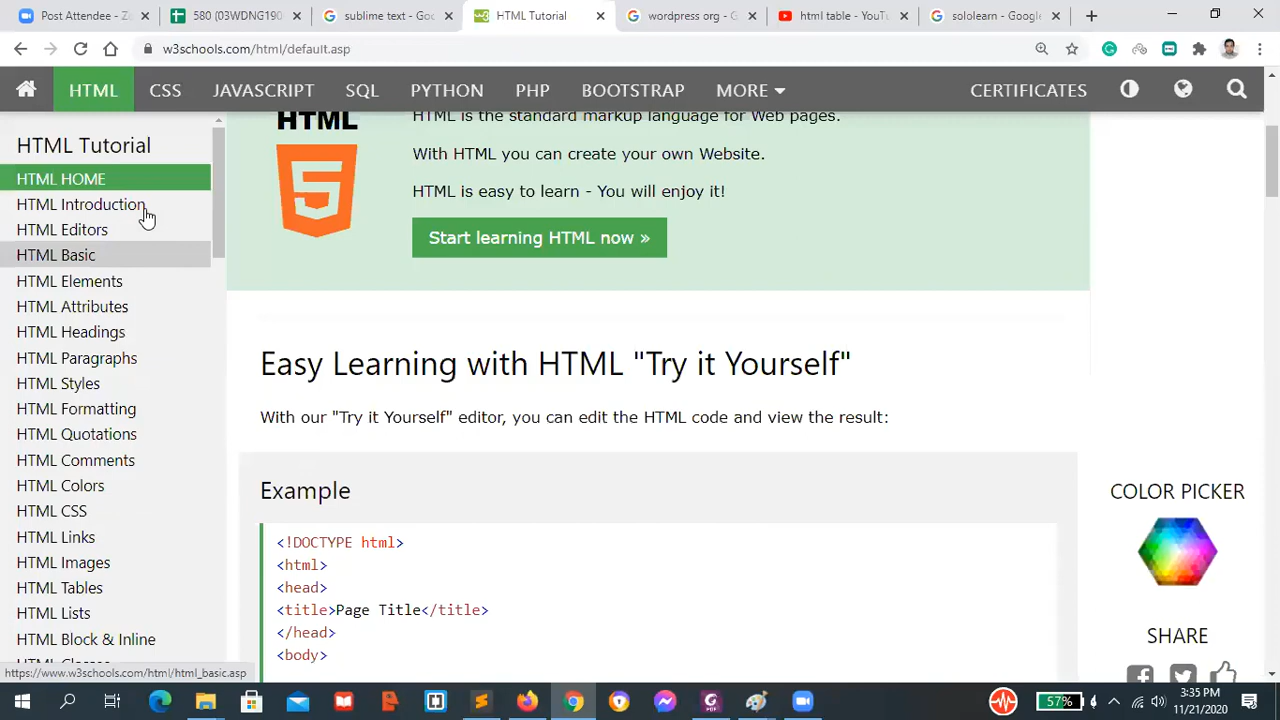 Post Attendee - Zo
580103WDNG190
sublime text - Goo
HTML Tutorial
wordpress org - G
html table - YouTu
sololearn - Google
w3schools.com/html/default.asp
HTML
CSS
JAVASCRIPT
SQL
PYTHON
PHP
BOOTSTRAP
MORE
CERTIFICATES
HTML Tutorial
HTML HOME
HTML Introduction
HTML Editors
HTML Basic
HTML Elements
HTML Attributes
HTML Headings
HTML Paragraphs
HTML Styles
HTML Formatting
HTML Quotations
HTML Comments
HTML Colors
HTML CSS
HTML Links
HTML Images
HTML Tables
HTML Lists
HTML Block & Inline
HTML Classes
https://www.w3schools.com/html/html_basic.asp
HTML
5
HTML is the standard markup language for Web pages.
With HTML you can create your own Website.
HTML is easy to learn - You will enjoy it!
Start learning HTML now »
Easy Learning with HTML "Try it Yourself"
With our "Try it Yourself" editor, you can edit the HTML code and view the result:
Example
<!DOCTYPE html>
<html>
<head>
<title>Page Title</title>
</head>
<body>
COLOR PICKER
SHARE
57%
3:35 PM
11/21/2020